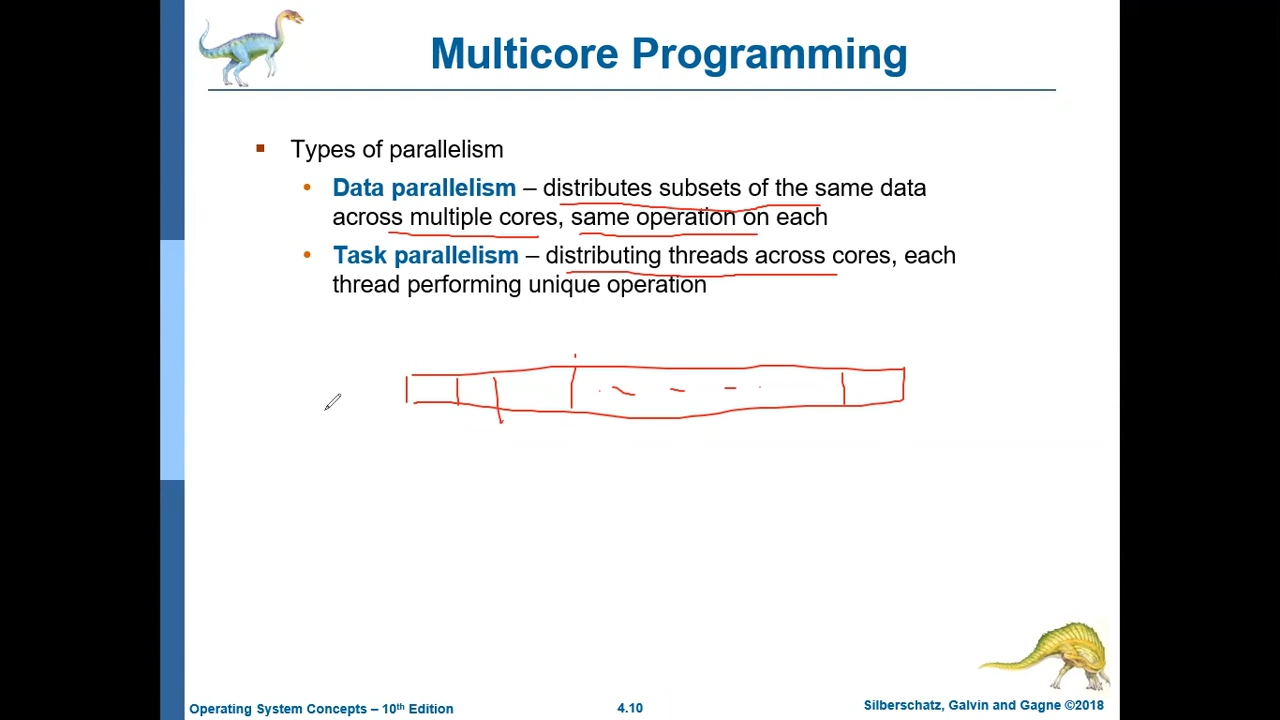 Multicore Programming
Types of parallelism
Data parallelism – distributes subsets of the same data
across multiple cores, same operation on each
Task parallelism – distributing threads across cores, each
thread performing unique operation
Operating System Concepts – 10th Edition
4.10
Silberschatz, Galvin and Gagne ©2018